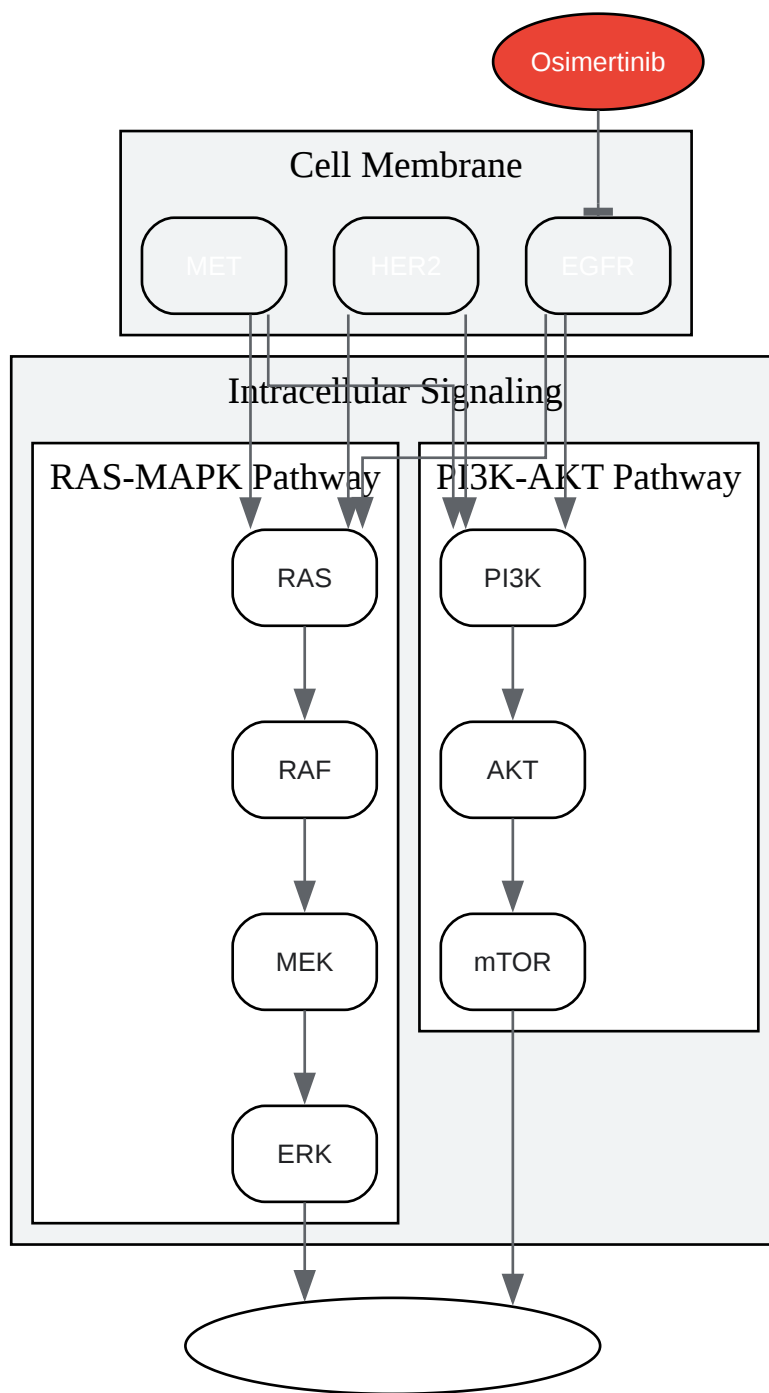 Osimertinib
Cell Membrane
MET
HER2
EGFR
Intracellular Signaling
RAS-MAPK Pathway
PI3K-AKT Pathway
RAS
PI3K
RAF
AKT
MEK
mTOR
ERK